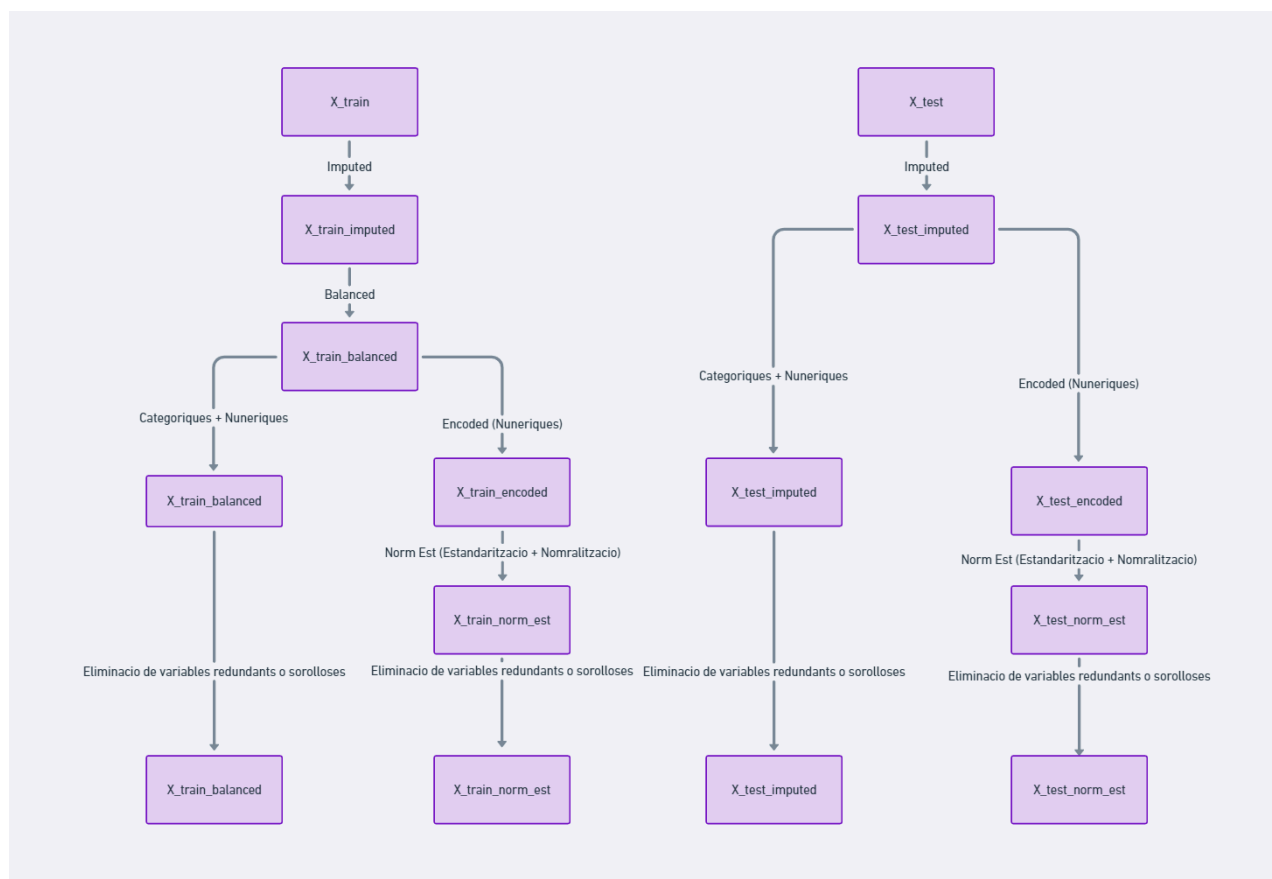 X_train
Imputed
X_train_imputed
Balanced
X_train_balanced
Categoriques + Nuneriques
Encoded (Nuneriques)
X_train_balanced
X_train_encoded
Norm Est (Estandaritzacio + Nomralitzacio)
X_train_norm_est
Eliminacio de variables redundants o sorolloses
Eliminacio de variables redundants o sorolloses
X_train_balanced
X_train_norm_est
X_test
Imputed
X_test_imputed
Categoriques + Nuneriques
Encoded (Nuneriques)
X_test_imputed
X_test_encoded
Norm Est (Estandaritzacio + Nomralitzacio)
X_test_norm_est
Eliminacio de variables redundants o sorolloses
Eliminacio de variables redundants o sorolloses
X_test_imputed
X_test_norm_est